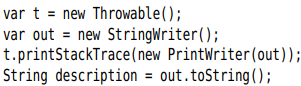 var t = new Throwable();
var out = new StringWriter();
t.printStackTrace(new PrintWriter(out));
String description = out.toString();